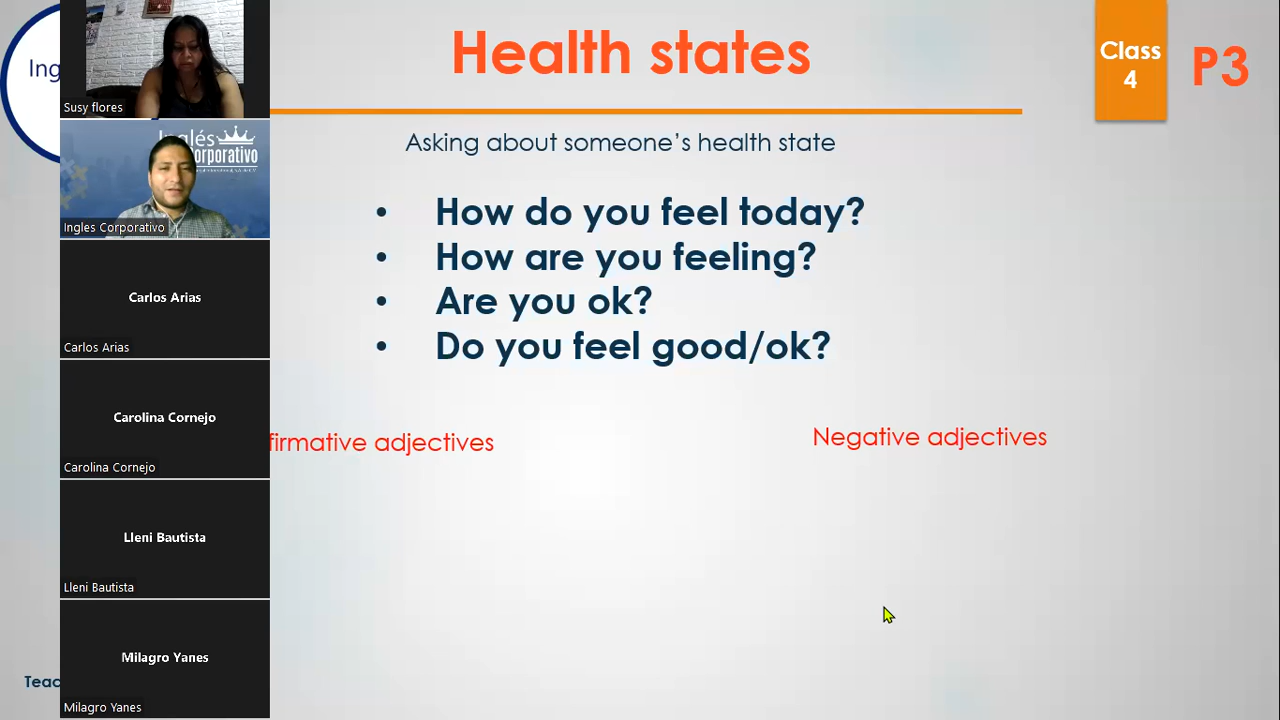 Health states
Class
4
P3
Ing
Susy flores
Inglés
orporativo
Ingles Corporativo
Asking about someone's health state
• How do you feel today?
• How are you feeling?
• Are you ok?
• Do you feel good/ok?
Carlos Arias
Carlos Arias
Carolina Cornejo
Carolina Cornejo
firmative adjectives
Negative adjectives
Lleni Bautista
Lleni Bautista
Milagro Yanes
Milagro Yanes
Teac